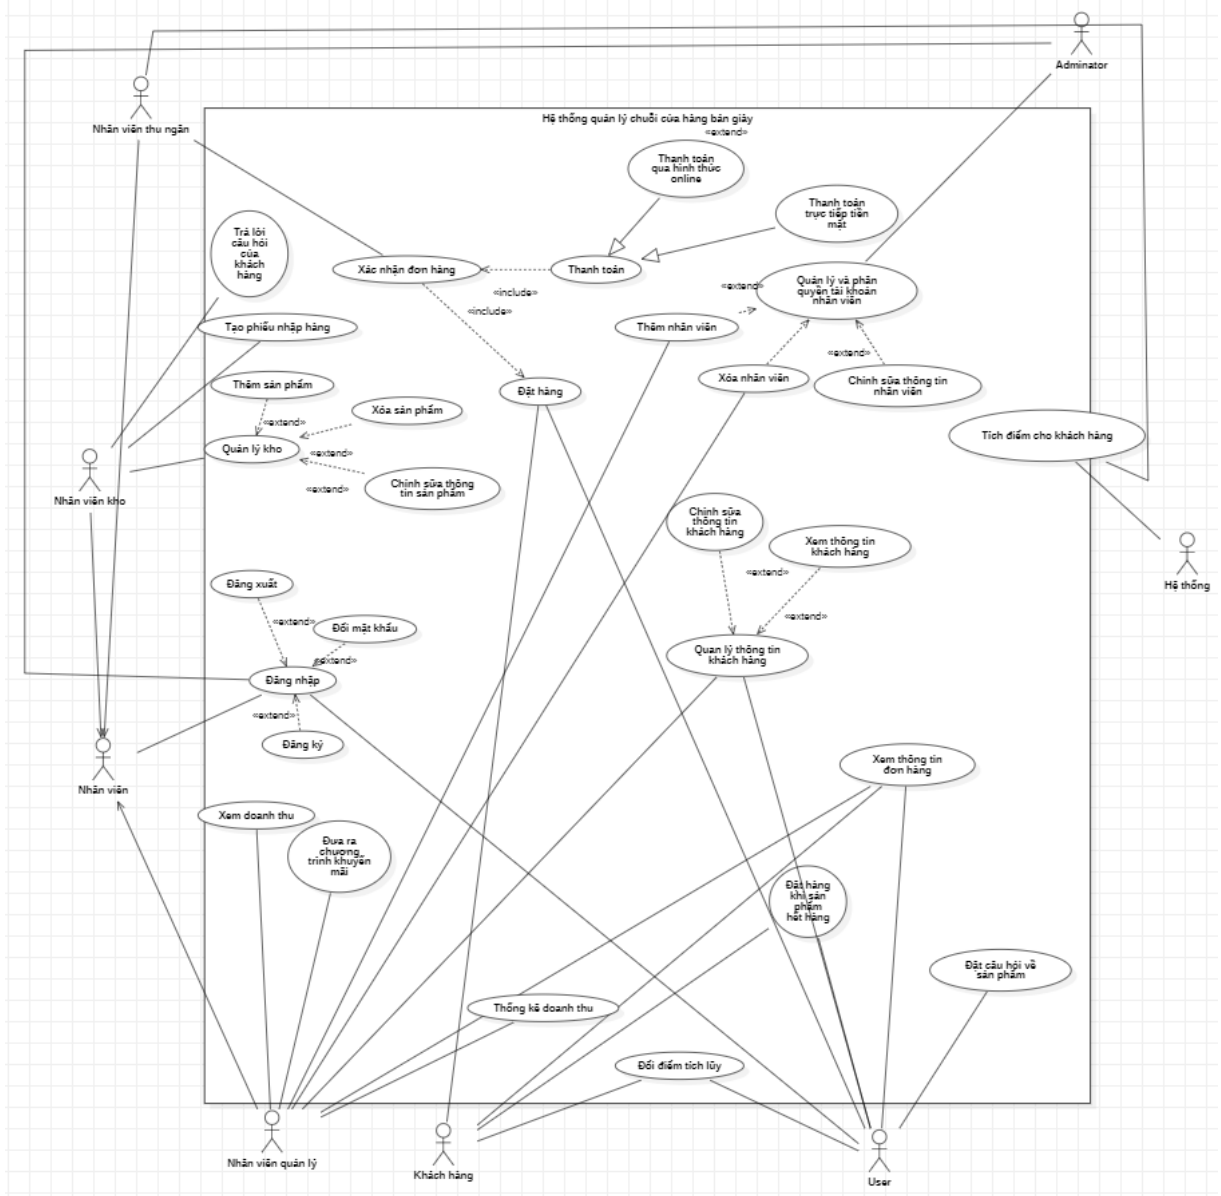 Adminator
Nhân viên thu ngân
Hệ thống quản lý chuỗi cửa hàng bán giày
«extend»
Thanh toán
qua hình thức
online
Thanh toán
trực tiếp tiền
mặt
Trả lời
câu hỏi
của
khách
hàng
Xác nhận đơn hàng
Thanh toán
«include»
«include»
Quản lý và phân
quyền tài khoản
nhân viên
«extend»
Tạo phiếu nhập hàng
Thêm nhân viên
«extend»
Xóa nhân viên
Chỉnh sửa thông tin
nhân viên
Thêm sản phẩm
Đặt hàng
Xóa sản phẩm
«extend»
Quản lý kho
«extend»
Tích điểm cho khách hàng
Chỉnh sửa thông
tin sản phẩm
«extend»
Nhân viên kho
Chỉnh sửa
thông tin
khách hàng
Xem thông tin
khách hàng
«extend»
Hệ thống
Đăng xuất
«extend»
Đổi mật khẩu
«extend»
«extend»
Quan lý thông tin
khách hàng
Đăng nhập
«extend»
Đăng ký
Nhân viên
Xem thông tin
đơn hàng
Xem doanh thu
Đưa ra
chương
trình khuyến
mãi
Đặt hàng
khi sản
phẩm
hết hàng
Đặt câu hỏi về
sản phẩm
Thống kê doanh thu
Đổi điểm tích lũy
Nhân viên quản lý
Khách hàng
User